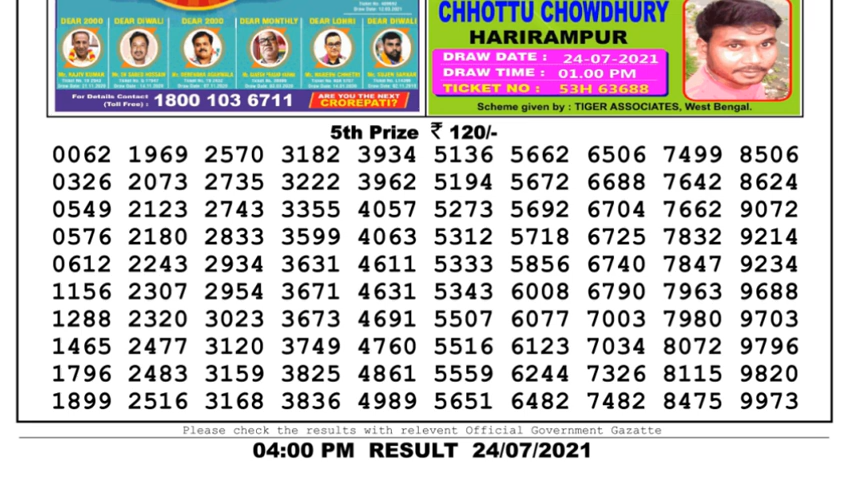 DEAR 2000 DEAR DIWALI DEAR 2000 DEAR MONTHLY DEAR LOHRI DEAR DIWALI
For Details Contact
(Toll Free) : 1800 103 6711
ARE YOU THE NEXT
CROREPATI?
CHHOTTU CHOWDHURY
HARIRAMPUR
DRAW DATE : 24-07-2021
DRAW TIME : 01.00 PM
TICKET NO : 53H 63688
Scheme given by : TIGER ASSOCIATES, West Bengal.
5th Prize ₹ 120/-
0062 1969 2570 3182 3934 5136 5662 6506 7499 8506
0326 2073 2735 3222 3962 5194 5672 6688 7642 8624
0549 2123 2743 3355 4057 5273 5692 6704 7662 9072
0576 2180 2833 3599 4063 5312 5718 6725 7832 9214
0612 2243 2934 3631 4611 5333 5856 6740 7847 9234
1156 2307 2954 3671 4631 5343 6008 6790 7963 9688
1288 2320 3023 3673 4691 5507 6077 7003 7980 9703
1465 2477 3120 3749 4760 5516 6123 7034 8072 9796
1796 2483 3159 3825 4861 5559 6244 7326 8115 9820
1899 2516 3168 3836 4989 5651 6482 7482 8475 9973
Please check the results with relevent Official Government Gazatte
04:00 PM RESULT 24/07/2021